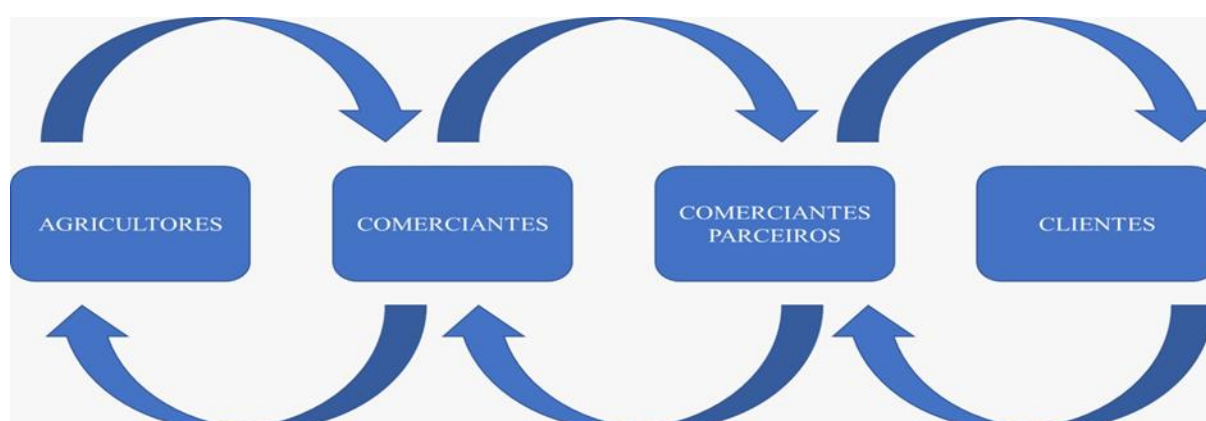 AGRICULTORES
COMERCIANTES
COMERCIANTES
PARCEIROS
CLIENTES